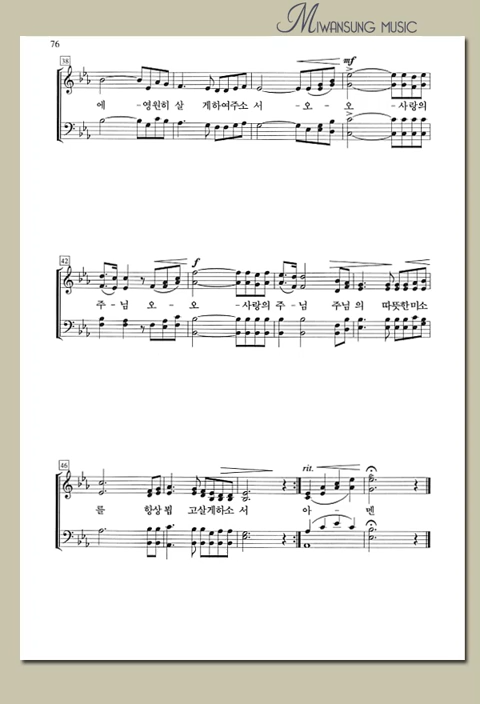 MIWANSUNG MUSIC
76
38
mf
에 - 영원히 살 게하여주소 서 - 오 - 오 - 사랑의
42
f
주 - 님 오 - 오 - 사랑의 주 - 님 주님의 따뜻한미소
46
rit.
를 항상 뵙 고살게하소 서 아 - 멘